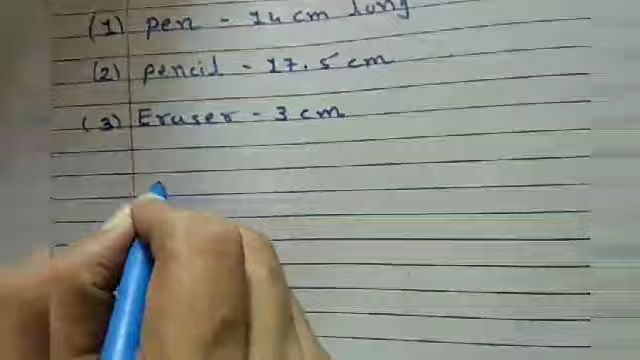 (1) pen - 14 cm long
(2) pencil - 17.5 cm
(3) Eraser - 3 cm